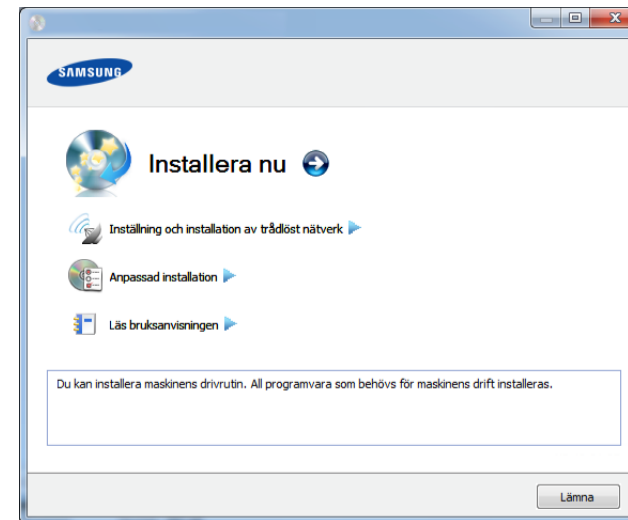 SAMSUNG
Installera nu
Inställning och installation av trådlöst nätverk
Anpassad installation
Läs bruksanvisningen
Du kan installera maskinens drivrutin. All programvara som behövs för maskinens drift installeras.
Lämna